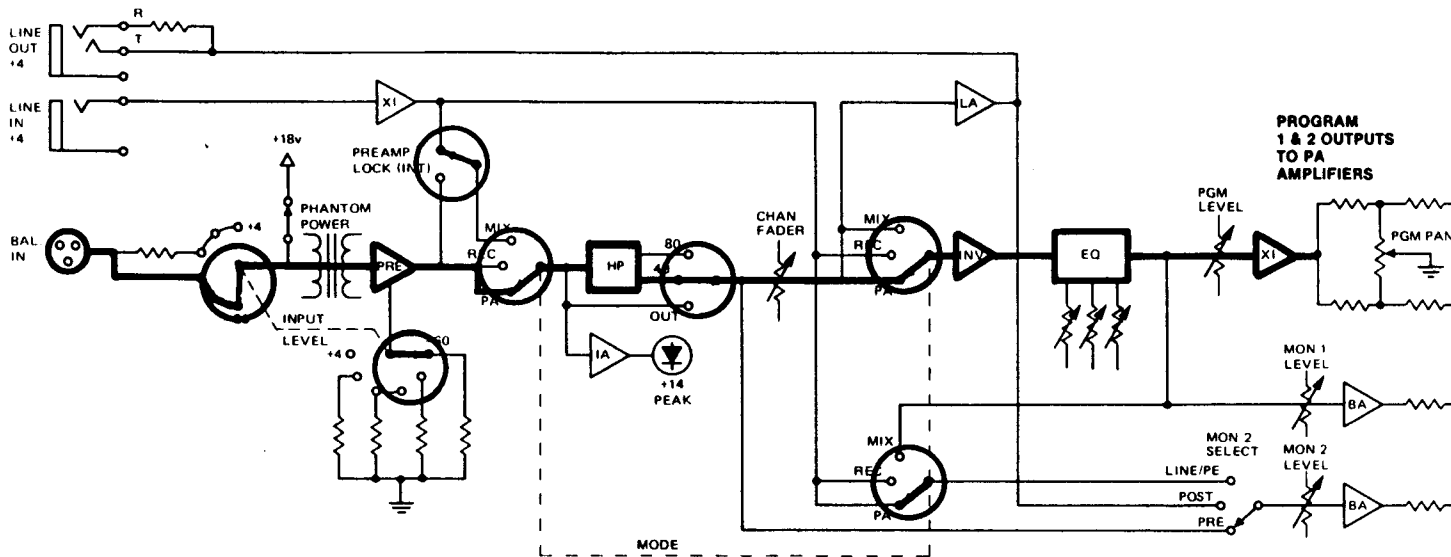 LINE
OUT
+4
R
T
LINE
IN
+4
XI
LA
PREAMP
LOCK (INT)
+18v
PHANTOM
POWER
+4
BAL.
IN
PRE
INPUT
LEVEL
+4
60
MIX
REC
PA
HP
80
40
OUT
IA
+14
PEAK
CHAN
FADER
MIX
REC
PA
INV
EQ
PGM
LEVEL
XI
PROGRAM
1 & 2 OUTPUTS
TO PA
AMPLIFIERS
PGM PAN
MON 1
LEVEL
BA
MIX
REC
PA
MON 2
SELECT
MON 2
LEVEL
LINE/PE
POST
PRE
BA
MODE